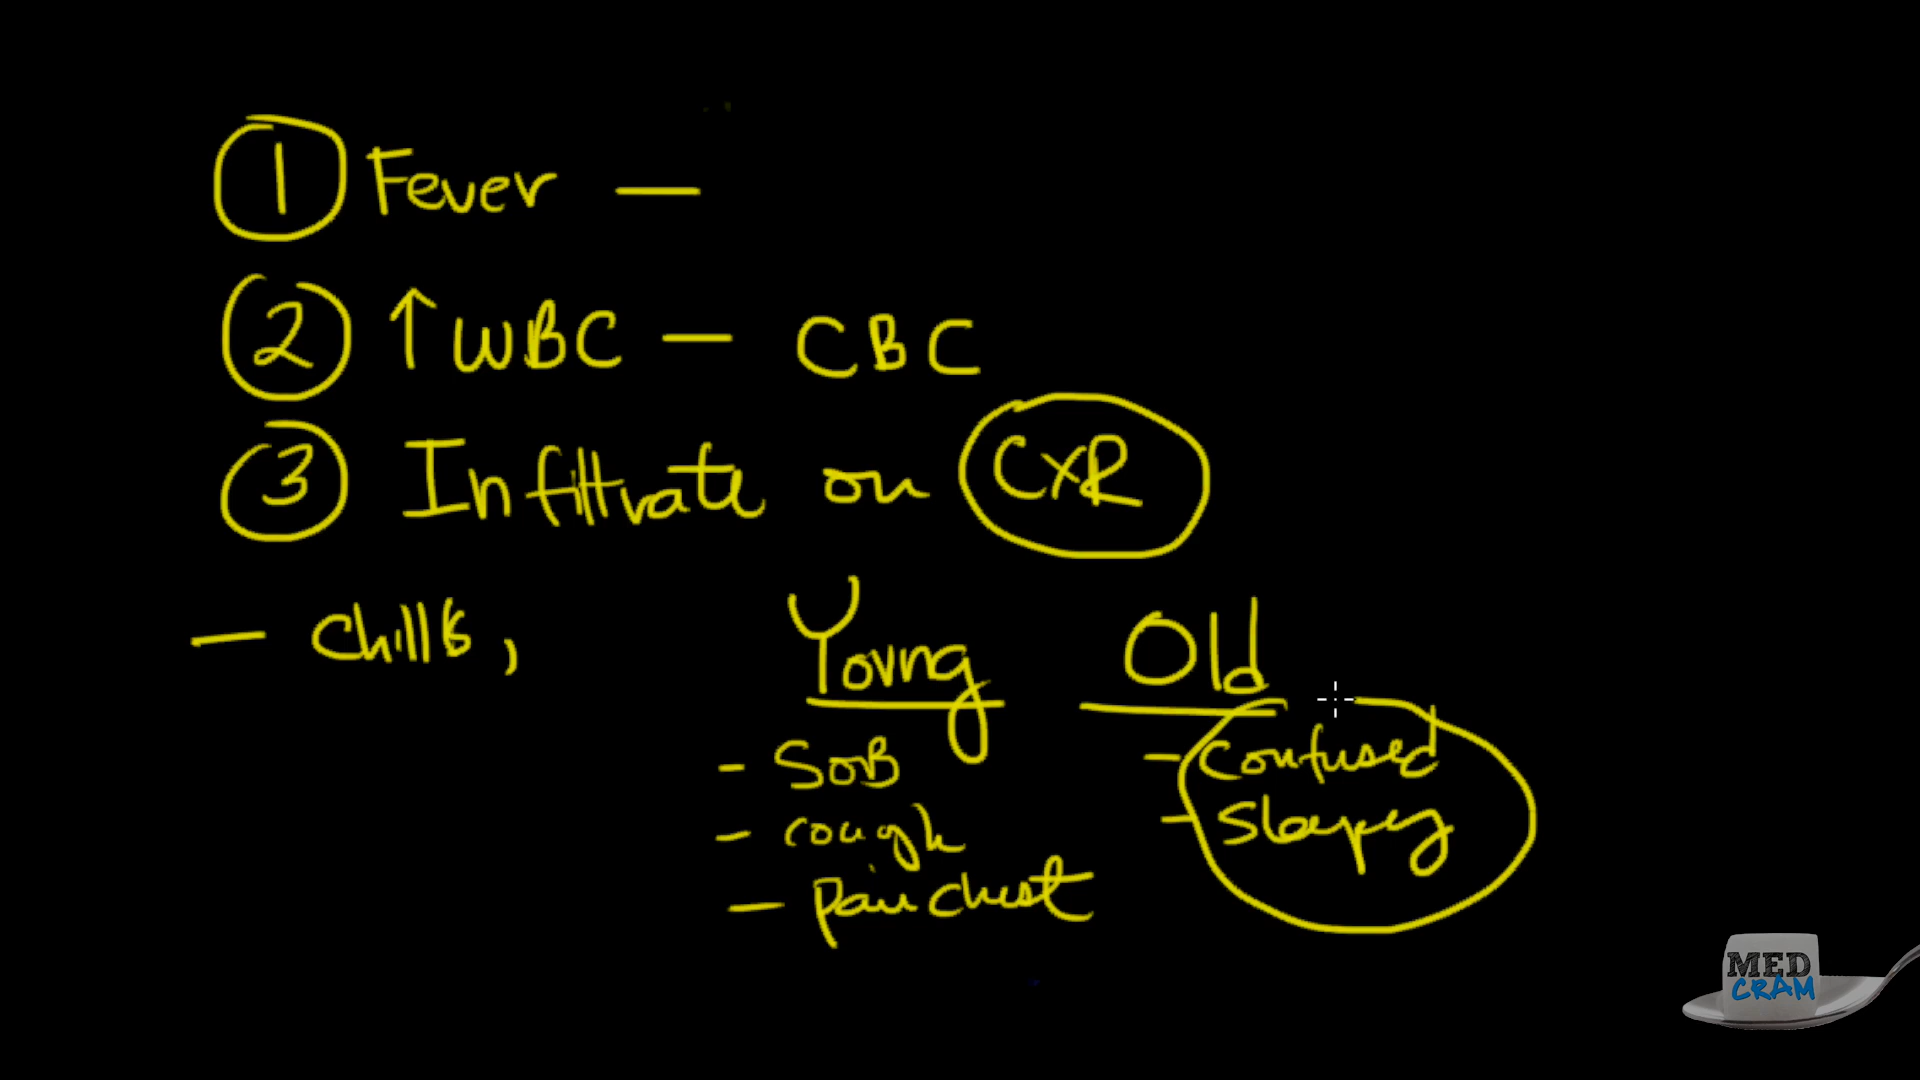 1 Fever —
2 ↑ WBC — CBC
3 Infiltrate on CXR
— Chills,
Young
- SOB
- cough
- pain chest
Old
- Confused
- Sleepy
MED
CRAM